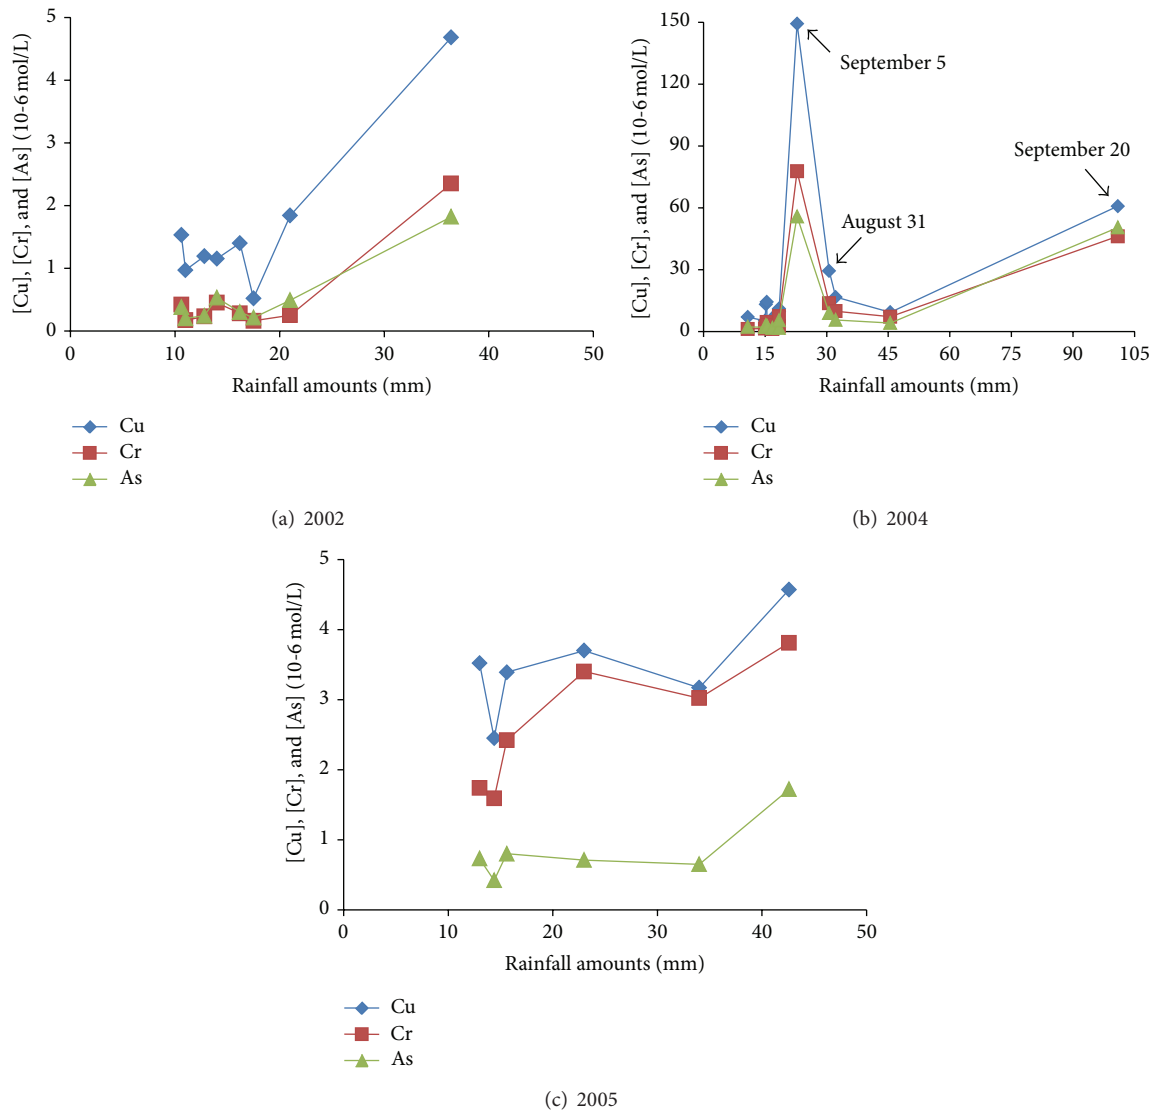 [Cu], [Cr], and [As] (10-6 mol/L)
5
4
3
2
1
0
0 10 20 30 40 50
Rainfall amounts (mm)
Cu
Cr
As
(a) 2002
[Cu], [Cr], and [As] (10-6 mol/L)
150
120
90
60
30
0
0 15 30 45 60 75 90 105
September 5
September 20
August 31
Rainfall amounts (mm)
Cu
Cr
As
(b) 2004
[Cu], [Cr], and [As] (10-6 mol/L)
5
4
3
2
1
0
0 10 20 30 40 50
Rainfall amounts (mm)
Cu
Cr
As
(c) 2005